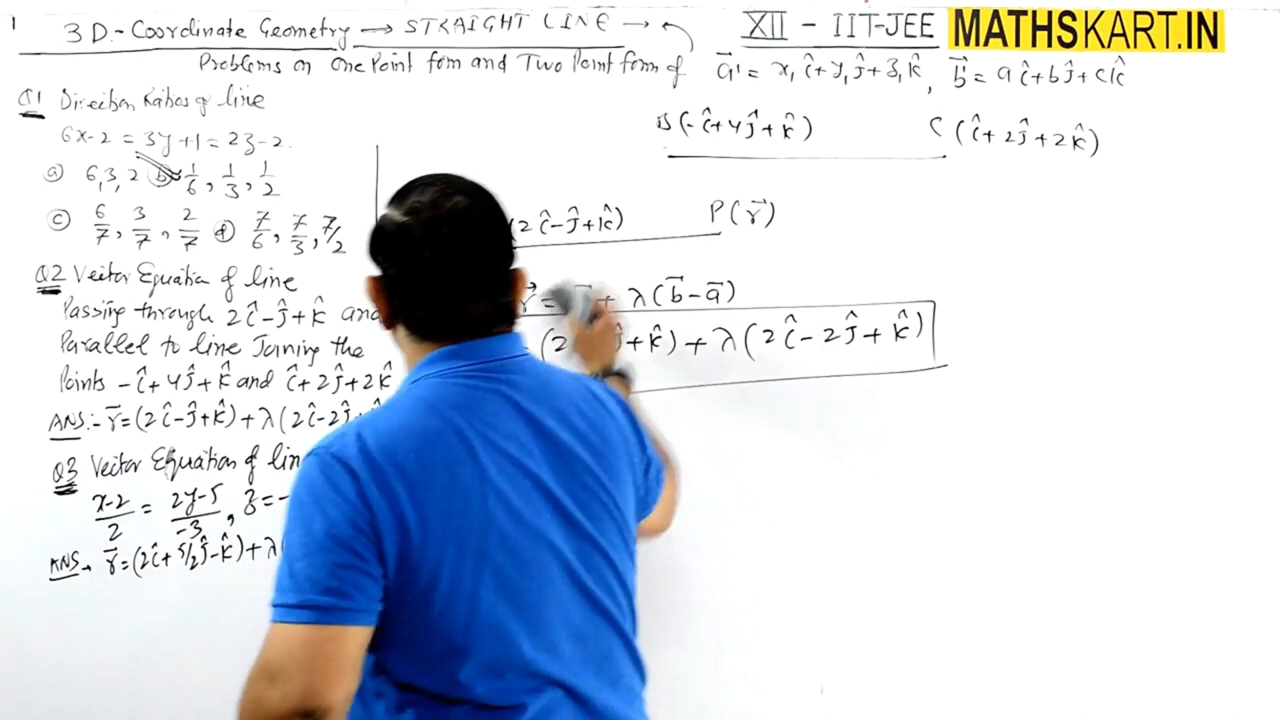 1
3D.-Coordinate Geometry → STRAIGHT LINE →
XII - IIT-JEE
MATHSKART.IN
Problems on One Point form and Two Point form of
a⃗ = x₁î+y₁ĵ+z₁k̂, b⃗ = aî+bĵ+ck̂
Q1 Direction Ratios of line
6x-2 = 3y+1 = 2z-2.
(a) 6,3,2 (b) 1/6, 1/3, 1/2
(c) 6/7, 3/7, 2/7 (d) 7/6, 7/3, 7/2
Q2 Vector Equation of line
Passing through 2î-ĵ+k̂ and
Parallel to line Joining the
Points -î+4ĵ+k̂ and î+2ĵ+2k̂
ANS:- r⃗=(2î-ĵ+k̂)+λ(2î-2ĵ+
Q3 Vector Equation of line
(x-2)/2 = (2y-5)/-3, z=-
ANS→ r⃗=(2î+5/2ĵ-k̂)+λ(
B(-î+4ĵ+k̂) C(î+2ĵ+2k̂)
(2î-ĵ+k̂) P(r⃗)
r⃗ = + λ(b⃗-a⃗)
= (2 ĵ+k̂)+λ(2î-2ĵ+k̂)